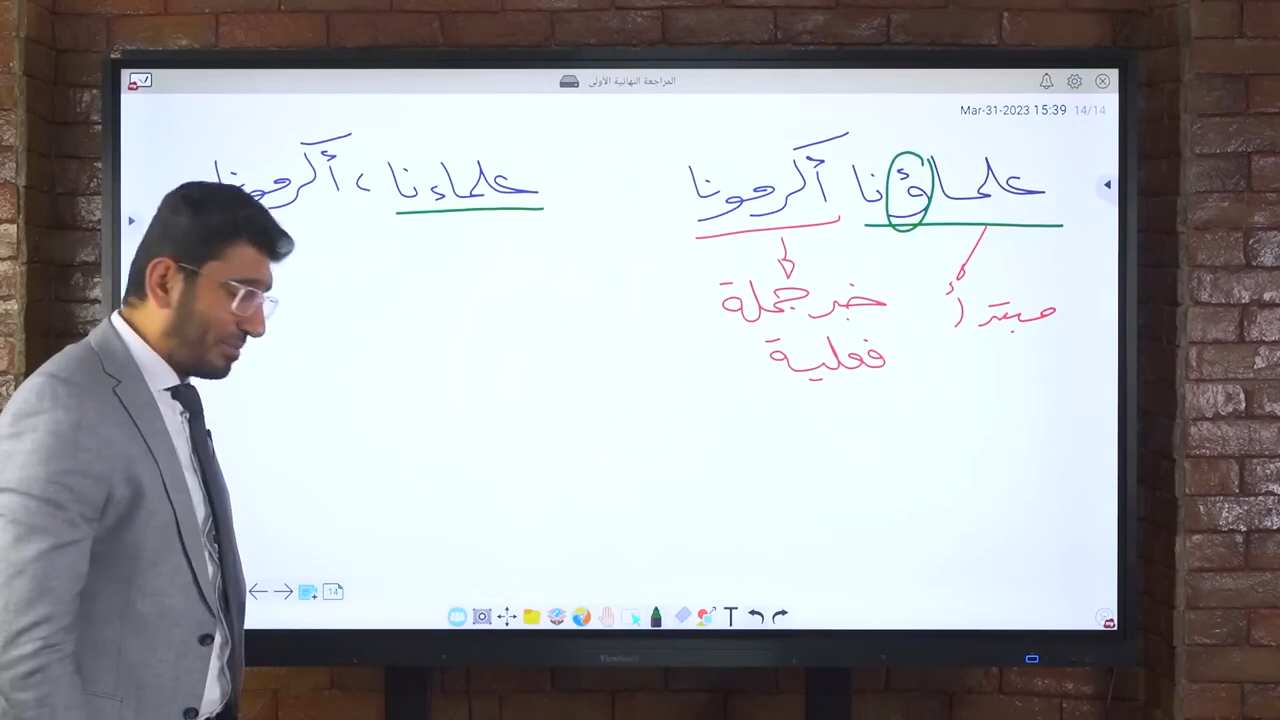 المراجعة النهائية الأولى
Mar-31-2023 15:39 14/14
علماؤنا أكرمونا
علماءنا، أكرمونا
مبتدأ
خبر جملة
فعلية
14
T
ViewSonic